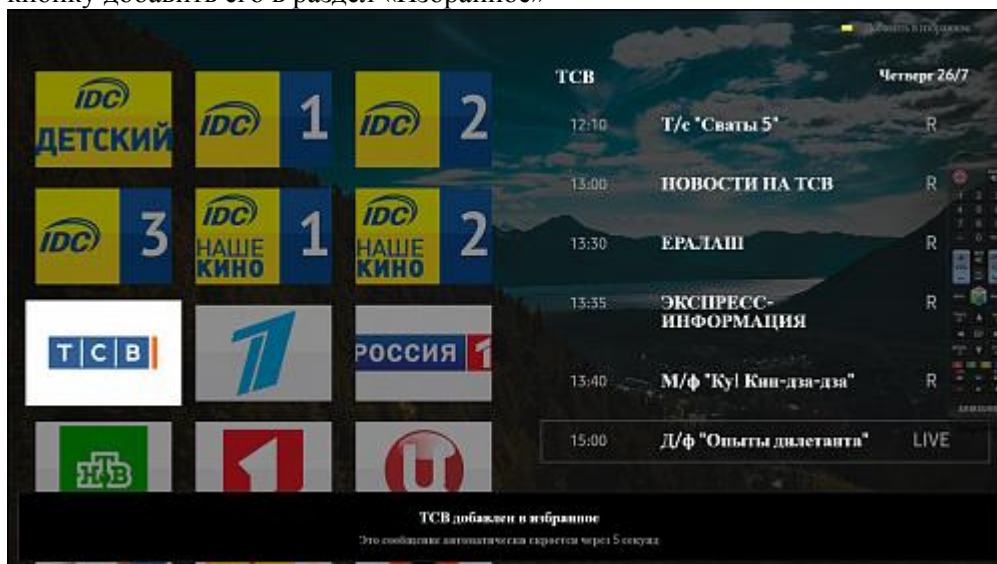 Добавить в избранное
ТСВ
Четверг 26/7
IDC ДЕТСКИЙ
IDC 1
IDC 2
12:10 Т/с "Сваты 5" R
13:00 НОВОСТИ НА ТСВ R
IDC 3
IDC НАШЕ КИНО 1
IDC НАШЕ КИНО 2
13:30 ЕРАЛАШ R
13:35 ЭКСПРЕСС-
ИНФОРМАЦИЯ R
ТСВ
1
РОССИЯ 1
13:40 М/ф "Ку! Кин-дза-дза" R
НТВ
1
15:00 Д/ф "Опыты дилетанта" LIVE
ТСВ добавлен в избранное
Это сообщение автоматически скроется через 5 секунд